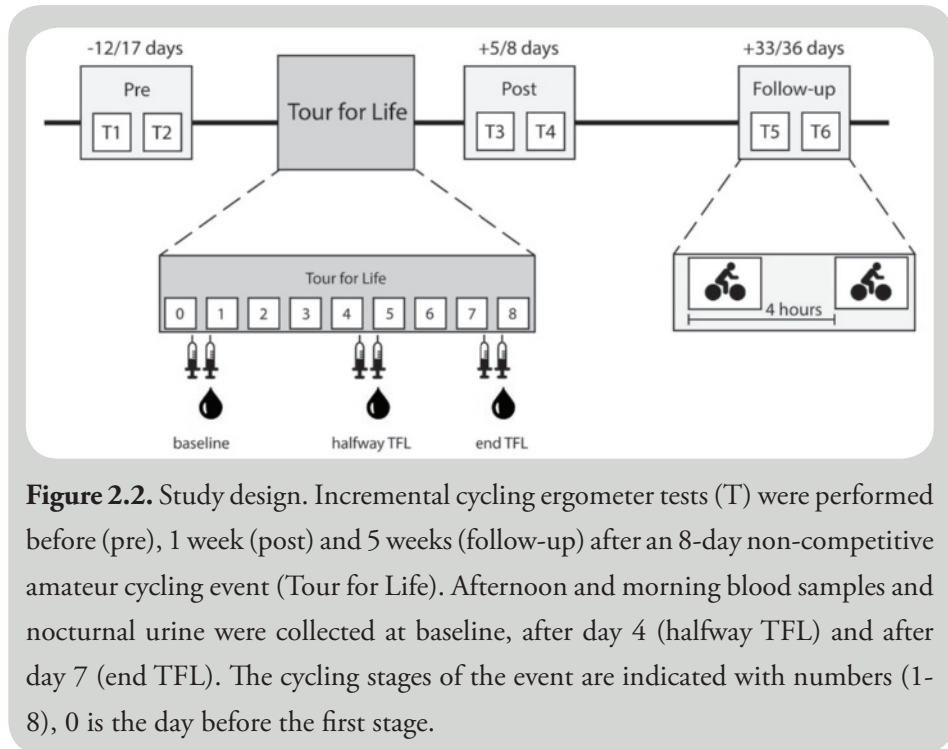 -12/17 days
+5/8 days
+33/36 days
Pre
Tour for Life
Post
Follow-up
T1 T2
T3 T4
T5 T6
Tour for Life
0 1 2 3 4 5 6 7 8
4 hours
baseline
halfway TFL
end TFL
Figure 2.2. Study design. Incremental cycling ergometer tests (T) were performed
before (pre), 1 week (post) and 5 weeks (follow-up) after an 8-day non-competitive
amateur cycling event (Tour for Life). Afternoon and morning blood samples and
nocturnal urine were collected at baseline, after day 4 (halfway TFL) and after
day 7 (end TFL). The cycling stages of the event are indicated with numbers (1-
8), 0 is the day before the first stage.